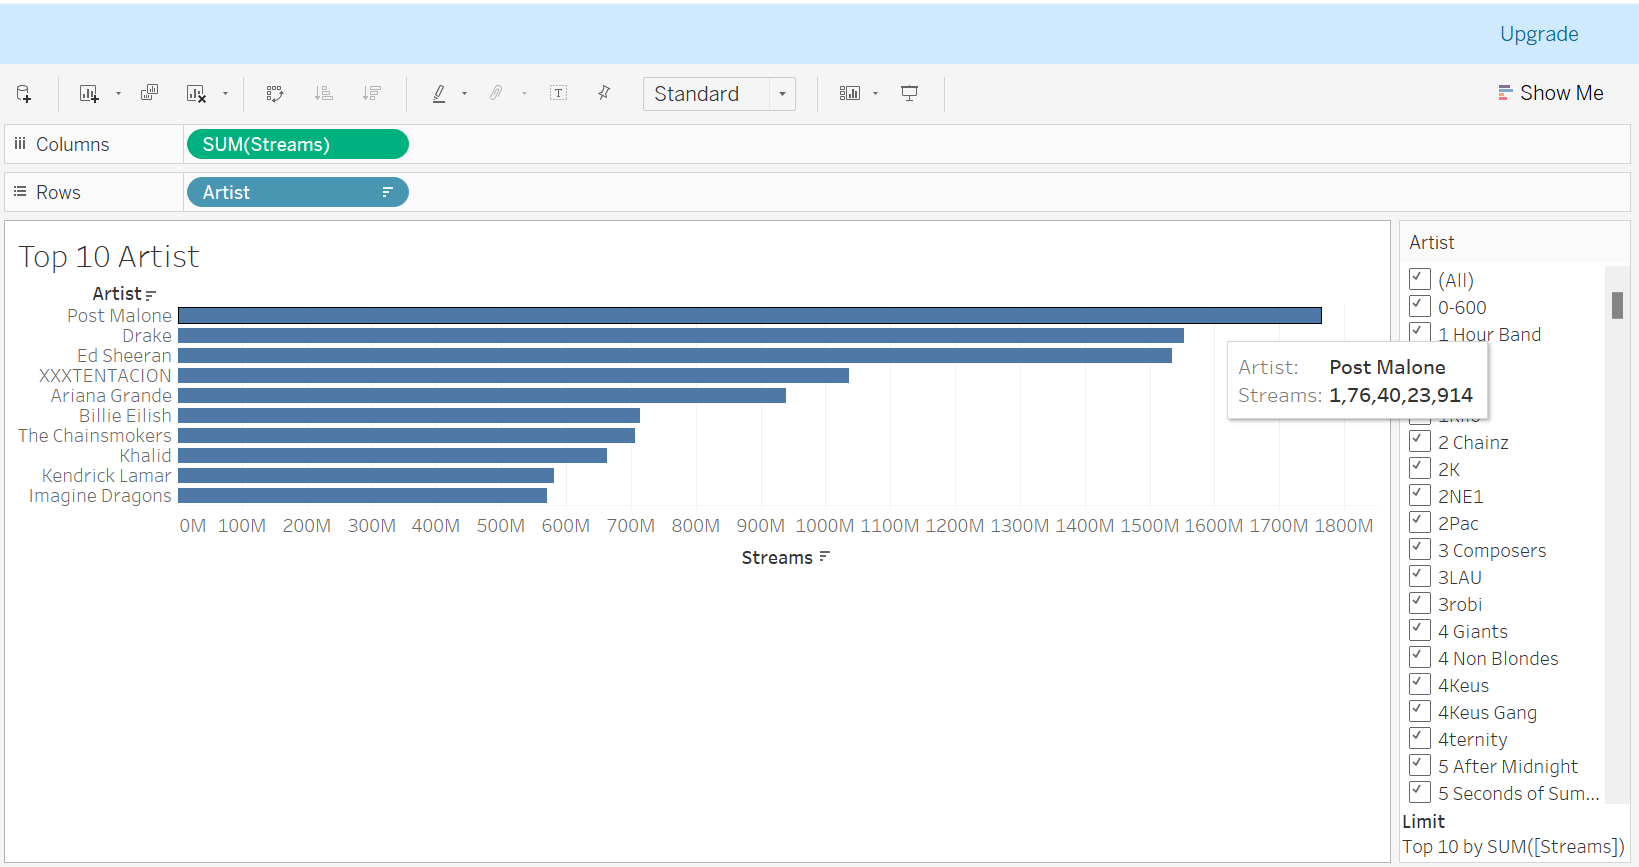 Upgrade
Standard
Show Me
Columns
SUM(Streams)
Rows
Artist
Top 10 Artist
Artist
Post Malone
Drake
Ed Sheeran
XXXTENTACION
Ariana Grande
Billie Eilish
The Chainsmokers
Khalid
Kendrick Lamar
Imagine Dragons
0M 100M 200M 300M 400M 500M 600M 700M 800M 900M 1000M 1100M 1200M 1300M 1400M 1500M 1600M 1700M 1800M
Streams
Artist: Post Malone
Streams: 1,76,40,23,914
Artist
(All)
0-600
1 Hour Band
2 Chainz
2K
2NE1
2Pac
3 Composers
3LAU
3robi
4 Giants
4 Non Blondes
4Keus
4Keus Gang
4ternity
5 After Midnight
5 Seconds of Sum...
Limit
Top 10 by SUM([Streams])